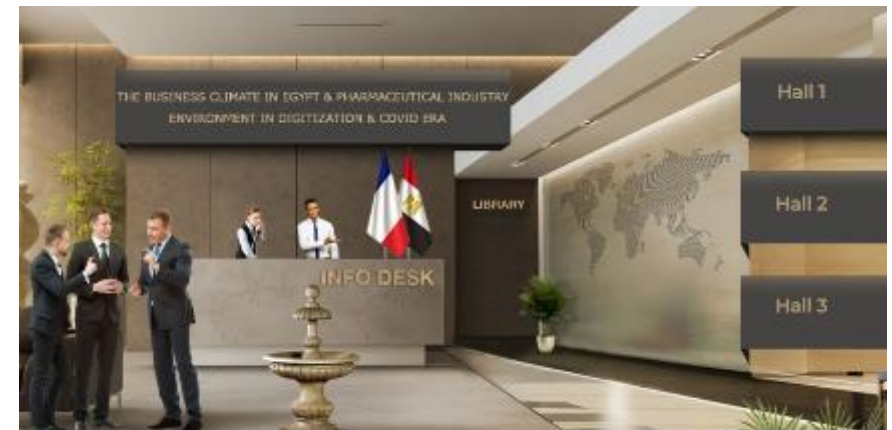 THE BUSINESS CLIMATE IN EGYPT & PHARMACEUTICAL INDUSTRY
ENVIRONMENT IN DIGITIZATION & COVID ERA
Hall 1
LIBRARY
Hall 2
INFO DESK
Hall 3